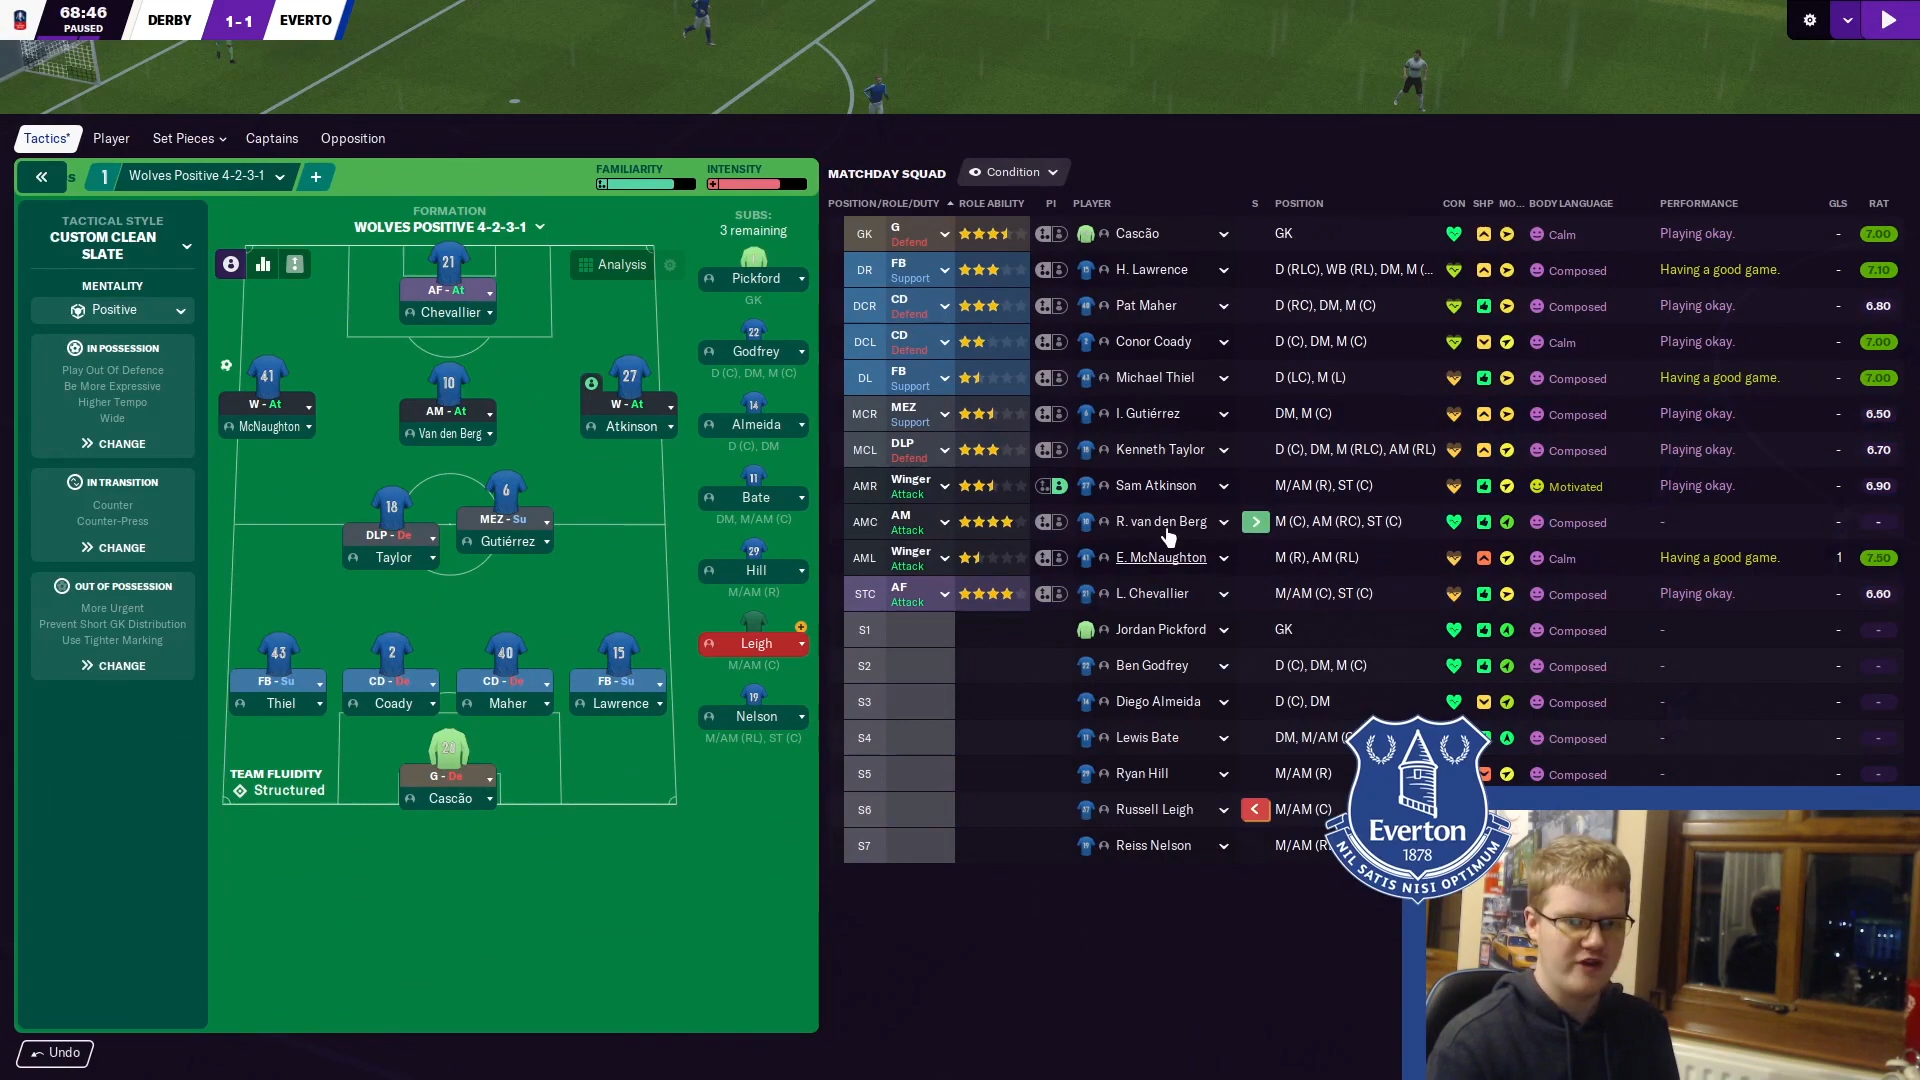 68:46
PAUSED
DERBY
1 - 1
EVERTO
Tactics*
Player
Set Pieces
Captains
Opposition
s
1
Wolves Positive 4-2-3-1
FAMILIARITY
INTENSITY
TACTICAL STYLE
CUSTOM CLEAN
SLATE
MENTALITY
Positive
IN POSSESSION
Play Out Of Defence
Be More Expressive
Higher Tempo
Wide
CHANGE
IN TRANSITION
Counter
Counter-Press
CHANGE
OUT OF POSSESSION
More Urgent
Prevent Short GK Distribution
Use Tighter Marking
CHANGE
Undo
FORMATION
WOLVES POSITIVE 4-2-3-1
Analysis
21
AF - At
Chevallier
41
W - At
McNaughton
10
AM - At
Van den Berg
27
W - At
Atkinson
18
DLP - De
Taylor
6
MEZ - Su
Gutiérrez
43
FB - Su
Thiel
2
CD - De
Coady
40
CD - De
Maher
15
FB - Su
Lawrence
28
G - De
Cascão
TEAM FLUIDITY
Structured
SUBS:
3 remaining
Pickford
GK
22
Godfrey
D (C), DM, M (C)
14
Almeida
D (C), DM
11
Bate
DM, M/AM (C)
29
Hill
M/AM (R)
Leigh
M/AM (C)
19
Nelson
M/AM (RL), ST (C)
MATCHDAY SQUAD
Condition
POSITION/ROLE/DUTY ROLE ABILITY PI PLAYER S POSITION CON SHP MO... BODY LANGUAGE PERFORMANCE GLS RAT
GK G Defend Cascão GK Calm Playing okay. - 7.00
DR FB Support H. Lawrence D (RLC), WB (RL), DM, M (... Composed Having a good game. - 7.10
DCR CD Defend Pat Maher D (RC), DM, M (C) Composed Playing okay. - 6.80
DCL CD Defend Conor Coady D (C), DM, M (C) Calm Playing okay. - 7.00
DL FB Support Michael Thiel D (LC), M (L) Composed Having a good game. - 7.00
MCR MEZ Support I. Gutiérrez DM, M (C) Composed Playing okay. - 6.50
MCL DLP Defend Kenneth Taylor D (C), DM, M (RLC), AM (RL) Composed Playing okay. - 6.70
AMR Winger Attack Sam Atkinson M/AM (R), ST (C) Motivated Playing okay. - 6.90
AMC AM Attack R. van den Berg M (C), AM (RC), ST (C) Composed - - -
AML Winger Attack E. McNaughton M (R), AM (RL) Calm Having a good game. 1 7.50
STC AF Attack L. Chevallier M/AM (C), ST (C) Composed Playing okay. - 6.60
S1 Jordan Pickford GK Composed - - -
S2 Ben Godfrey D (C), DM, M (C) Composed - - -
S3 Diego Almeida D (C), DM Composed - - -
S4 Lewis Bate DM, M/AM (C Composed - - -
S5 Ryan Hill M/AM (R) Composed - - -
S6 Russell Leigh M/AM (C)
S7 Reiss Nelson M/AM (R
Everton
1878
NIL SATIS NISI OPTIMUM